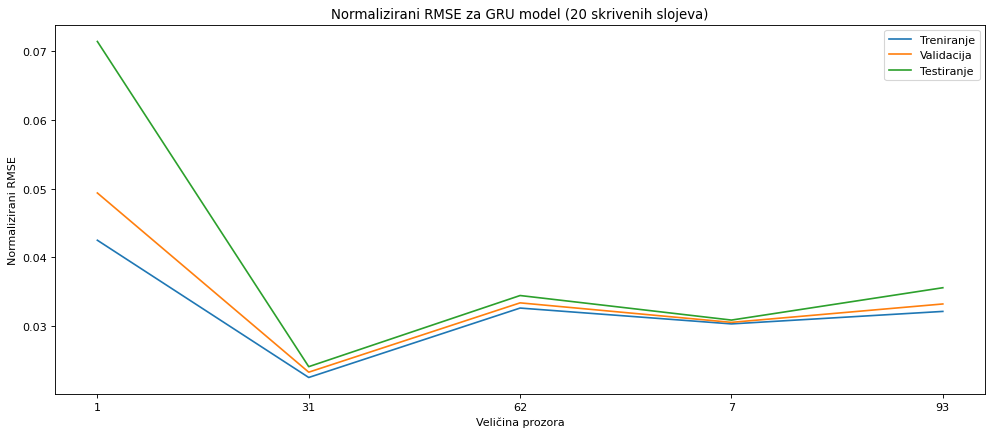 Normalizirani RMSE za GRU model (20 skrivenih slojeva)
Treniranje
Validacija
Testiranje
Normalizirani RMSE
0.07
0.06
0.05
0.04
0.03
1
31
62
7
93
Veličina prozora